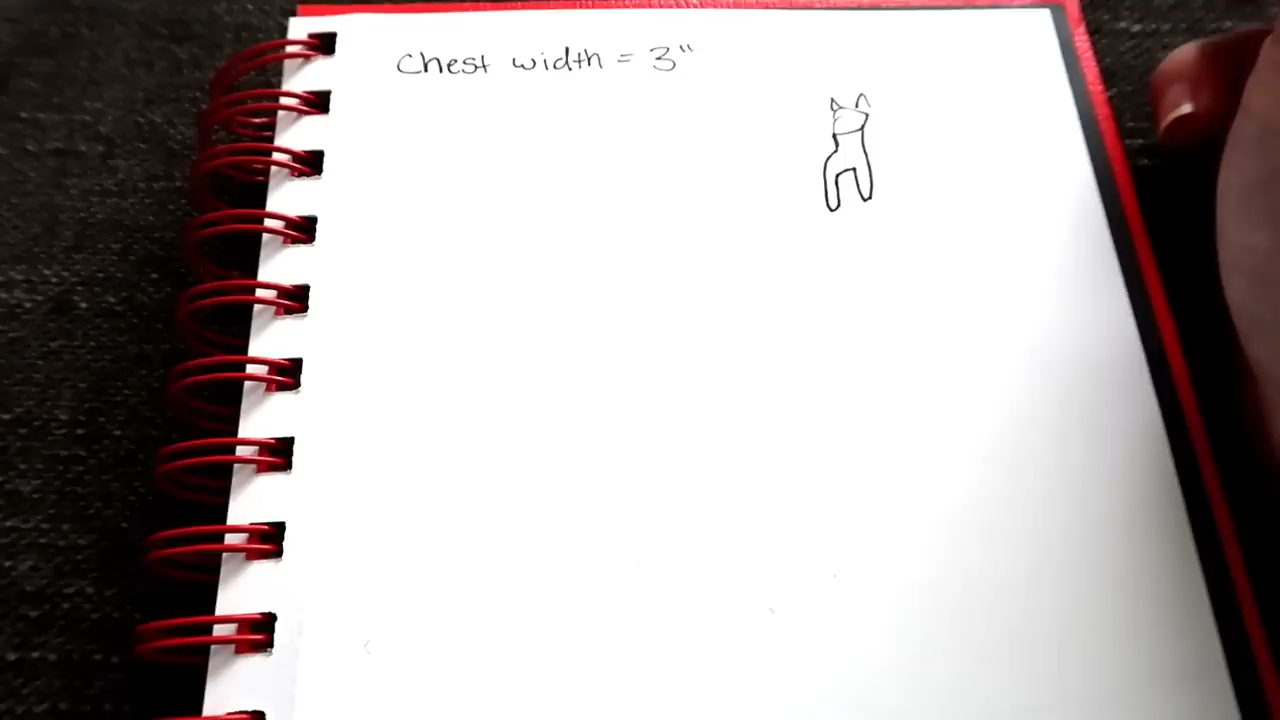 Chest width = 3"